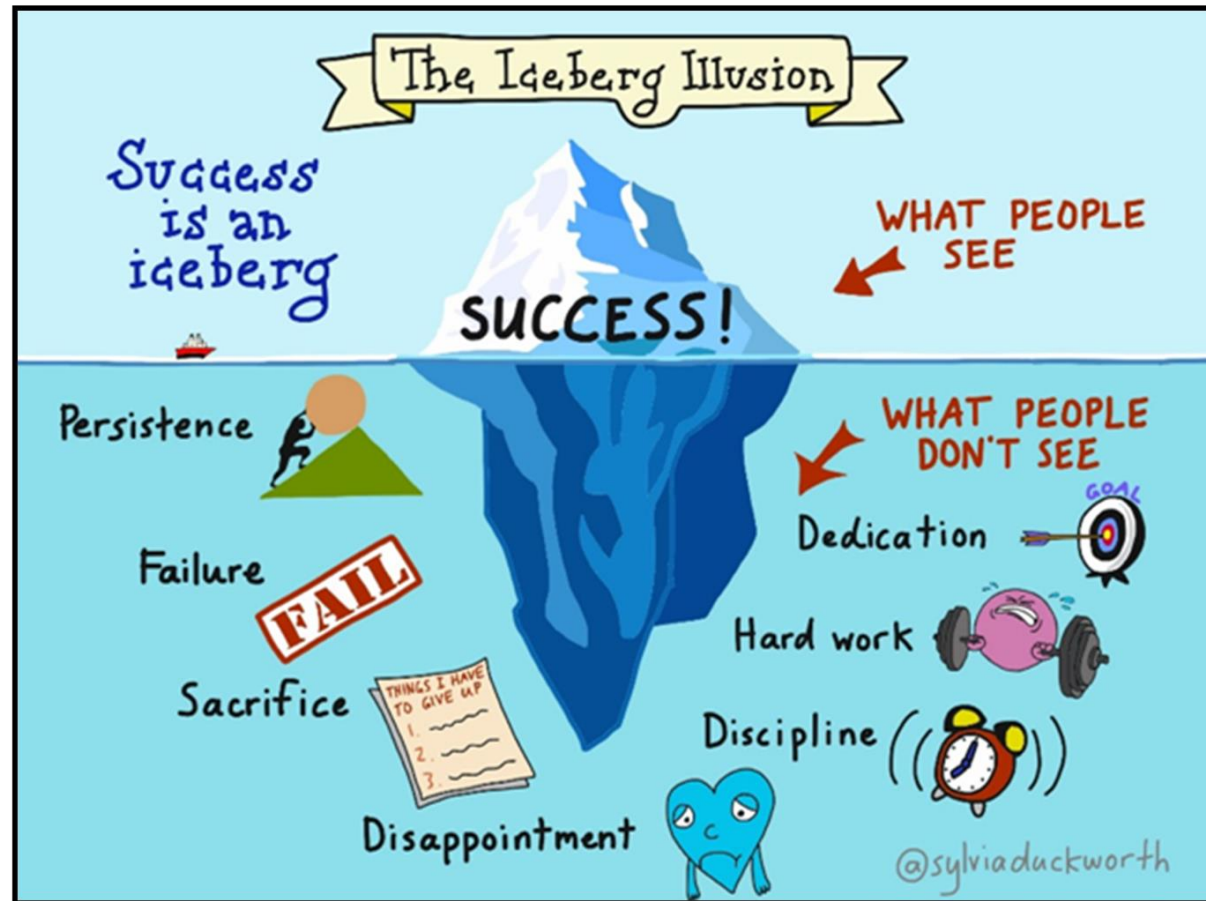 The Iceberg Illusion
Success
is an
iceberg
WHAT PEOPLE
SEE
SUCCESS!
WHAT PEOPLE
DON'T SEE
Persistence
Failure
FAIL
Sacrifice
THINGS I HAVE
TO GIVE UP
1.
2.
3.
Disappointment
Dedication
GOAL
Hard work
Discipline
@sylviaduckworth